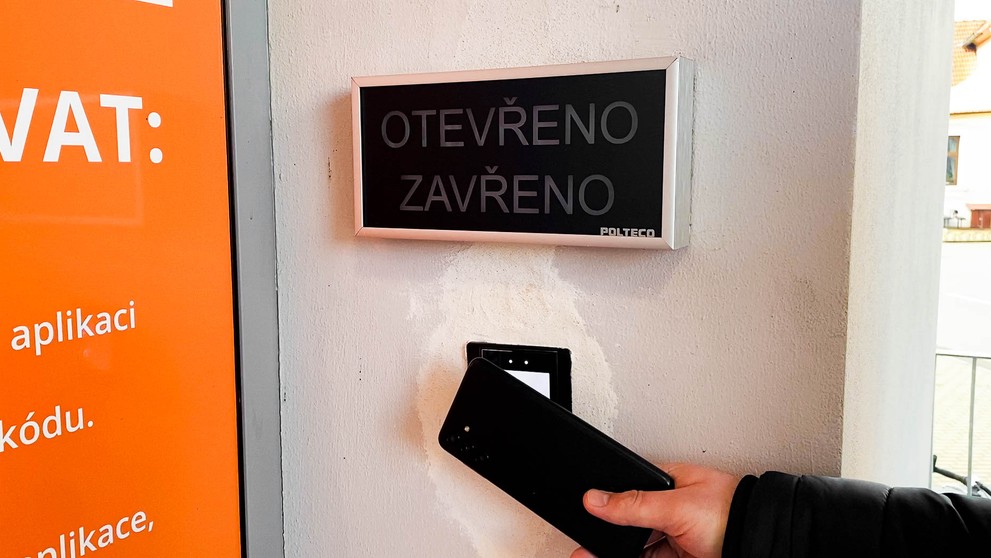 VAT:
aplikaci
kódu.
aplikace,
OTEVŘENO
ZAVŘENO
POLTECO